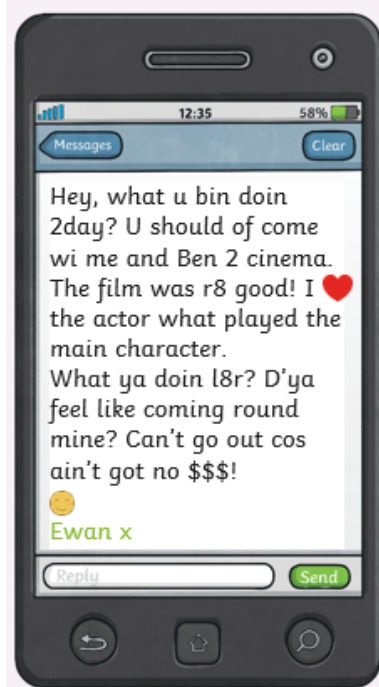 12:35 58%
Messages Clear
Hey, what u bin doin
2day? U should of come
wi me and Ben 2 cinema.
The film was r8 good! I ❤️
the actor what played the
main character.
What ya doin l8r? D'ya
feel like coming round
mine? Can't go out cos
ain't got no $$$!
😊
Ewan x
Reply Send